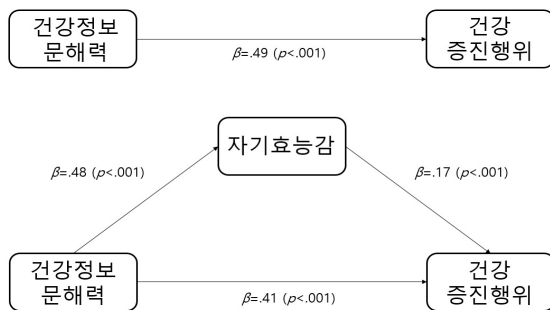 건강정보
문해력
건강
증진행위
β=.49 (p<.001)
자기효능감
β=.48 (p<.001)
β=.17 (p<.001)
건강정보
문해력
건강
증진행위
β=.41 (p<.001)